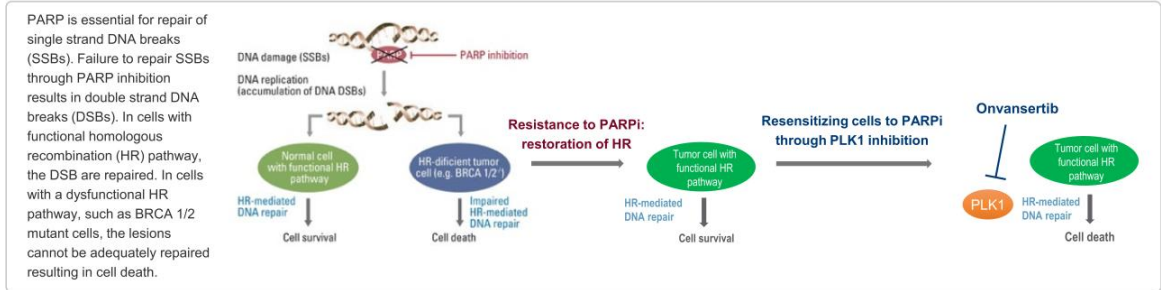 PARP is essential for repair of
single strand DNA breaks
(SSBs). Failure to repair SSBs
through PARP inhibition
results in double strand DNA
breaks (DSBs). In cells with
functional homologous
recombination (HR) pathway,
the DSB are repaired. In cells
with a dysfunctional HR
pathway, such as BRCA 1/2
mutant cells, the lesions
cannot be adequately repaired
resulting in cell death.
DNA damage (SSBs)
PARP
PARP inhibition
DNA replication
(accumulation of DNA DSBs)
Normal cell
with functional HR
pathway
HR-dificient tumor
cell (e.g. BRCA 1/2-/-)
HR-mediated
DNA repair
Impaired
HR-mediated
DNA repair
Cell survival
Cell death
Resistance to PARPi:
restoration of HR
Tumor cell with
functional HR
pathway
HR-mediated
DNA repair
Cell survival
Resensitizing cells to PARPi
through PLK1 inhibition
Onvansertib
PLK1
Tumor cell with
functional HR
pathway
HR-mediated
DNA repair
Cell death